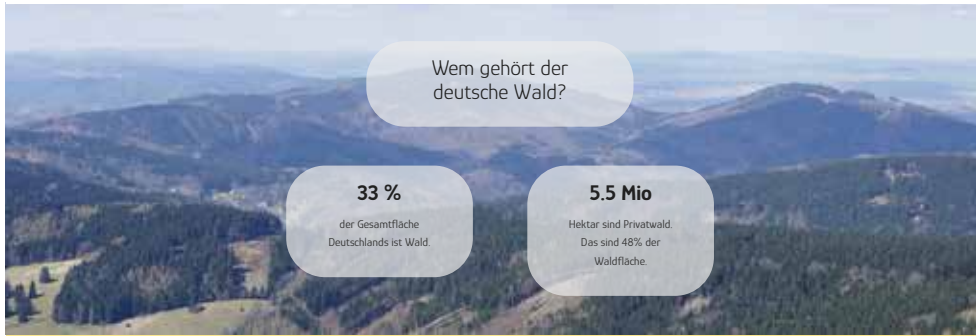 Wem gehört der
deutsche Wald?
33 %
der Gesamtfläche
Deutschlands ist Wald.
5.5 Mio
Hektar sind Privatwald.
Das sind 48% der
Waldfläche.